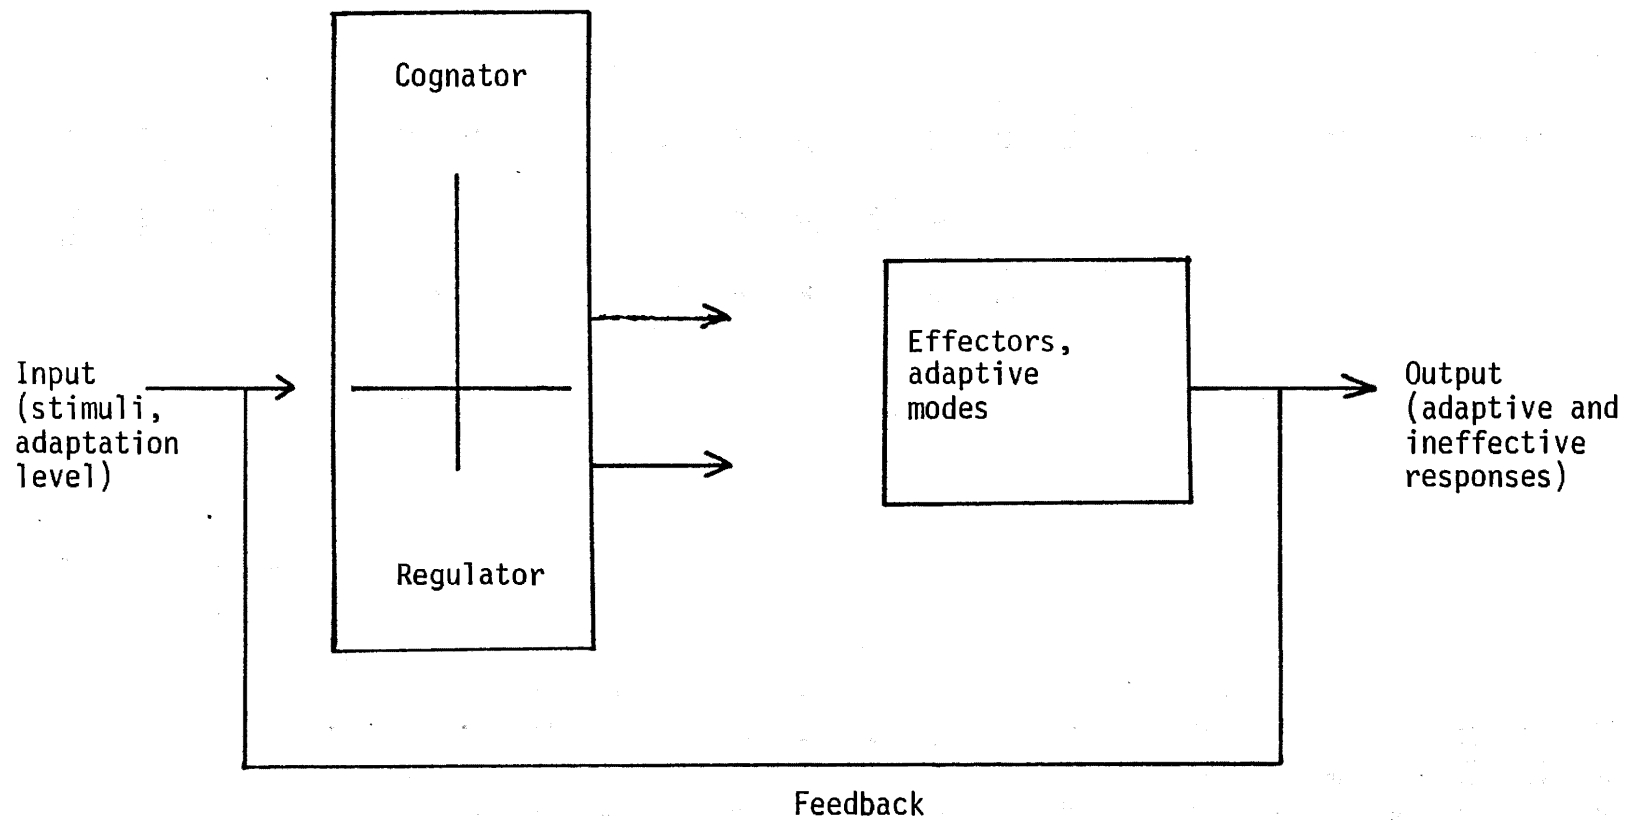 Cognator
Input
(stimuli,
adaptation
level)
Regulator
Effectors,
adaptive
modes
Output
(adaptive and
ineffective
responses)
Feedback